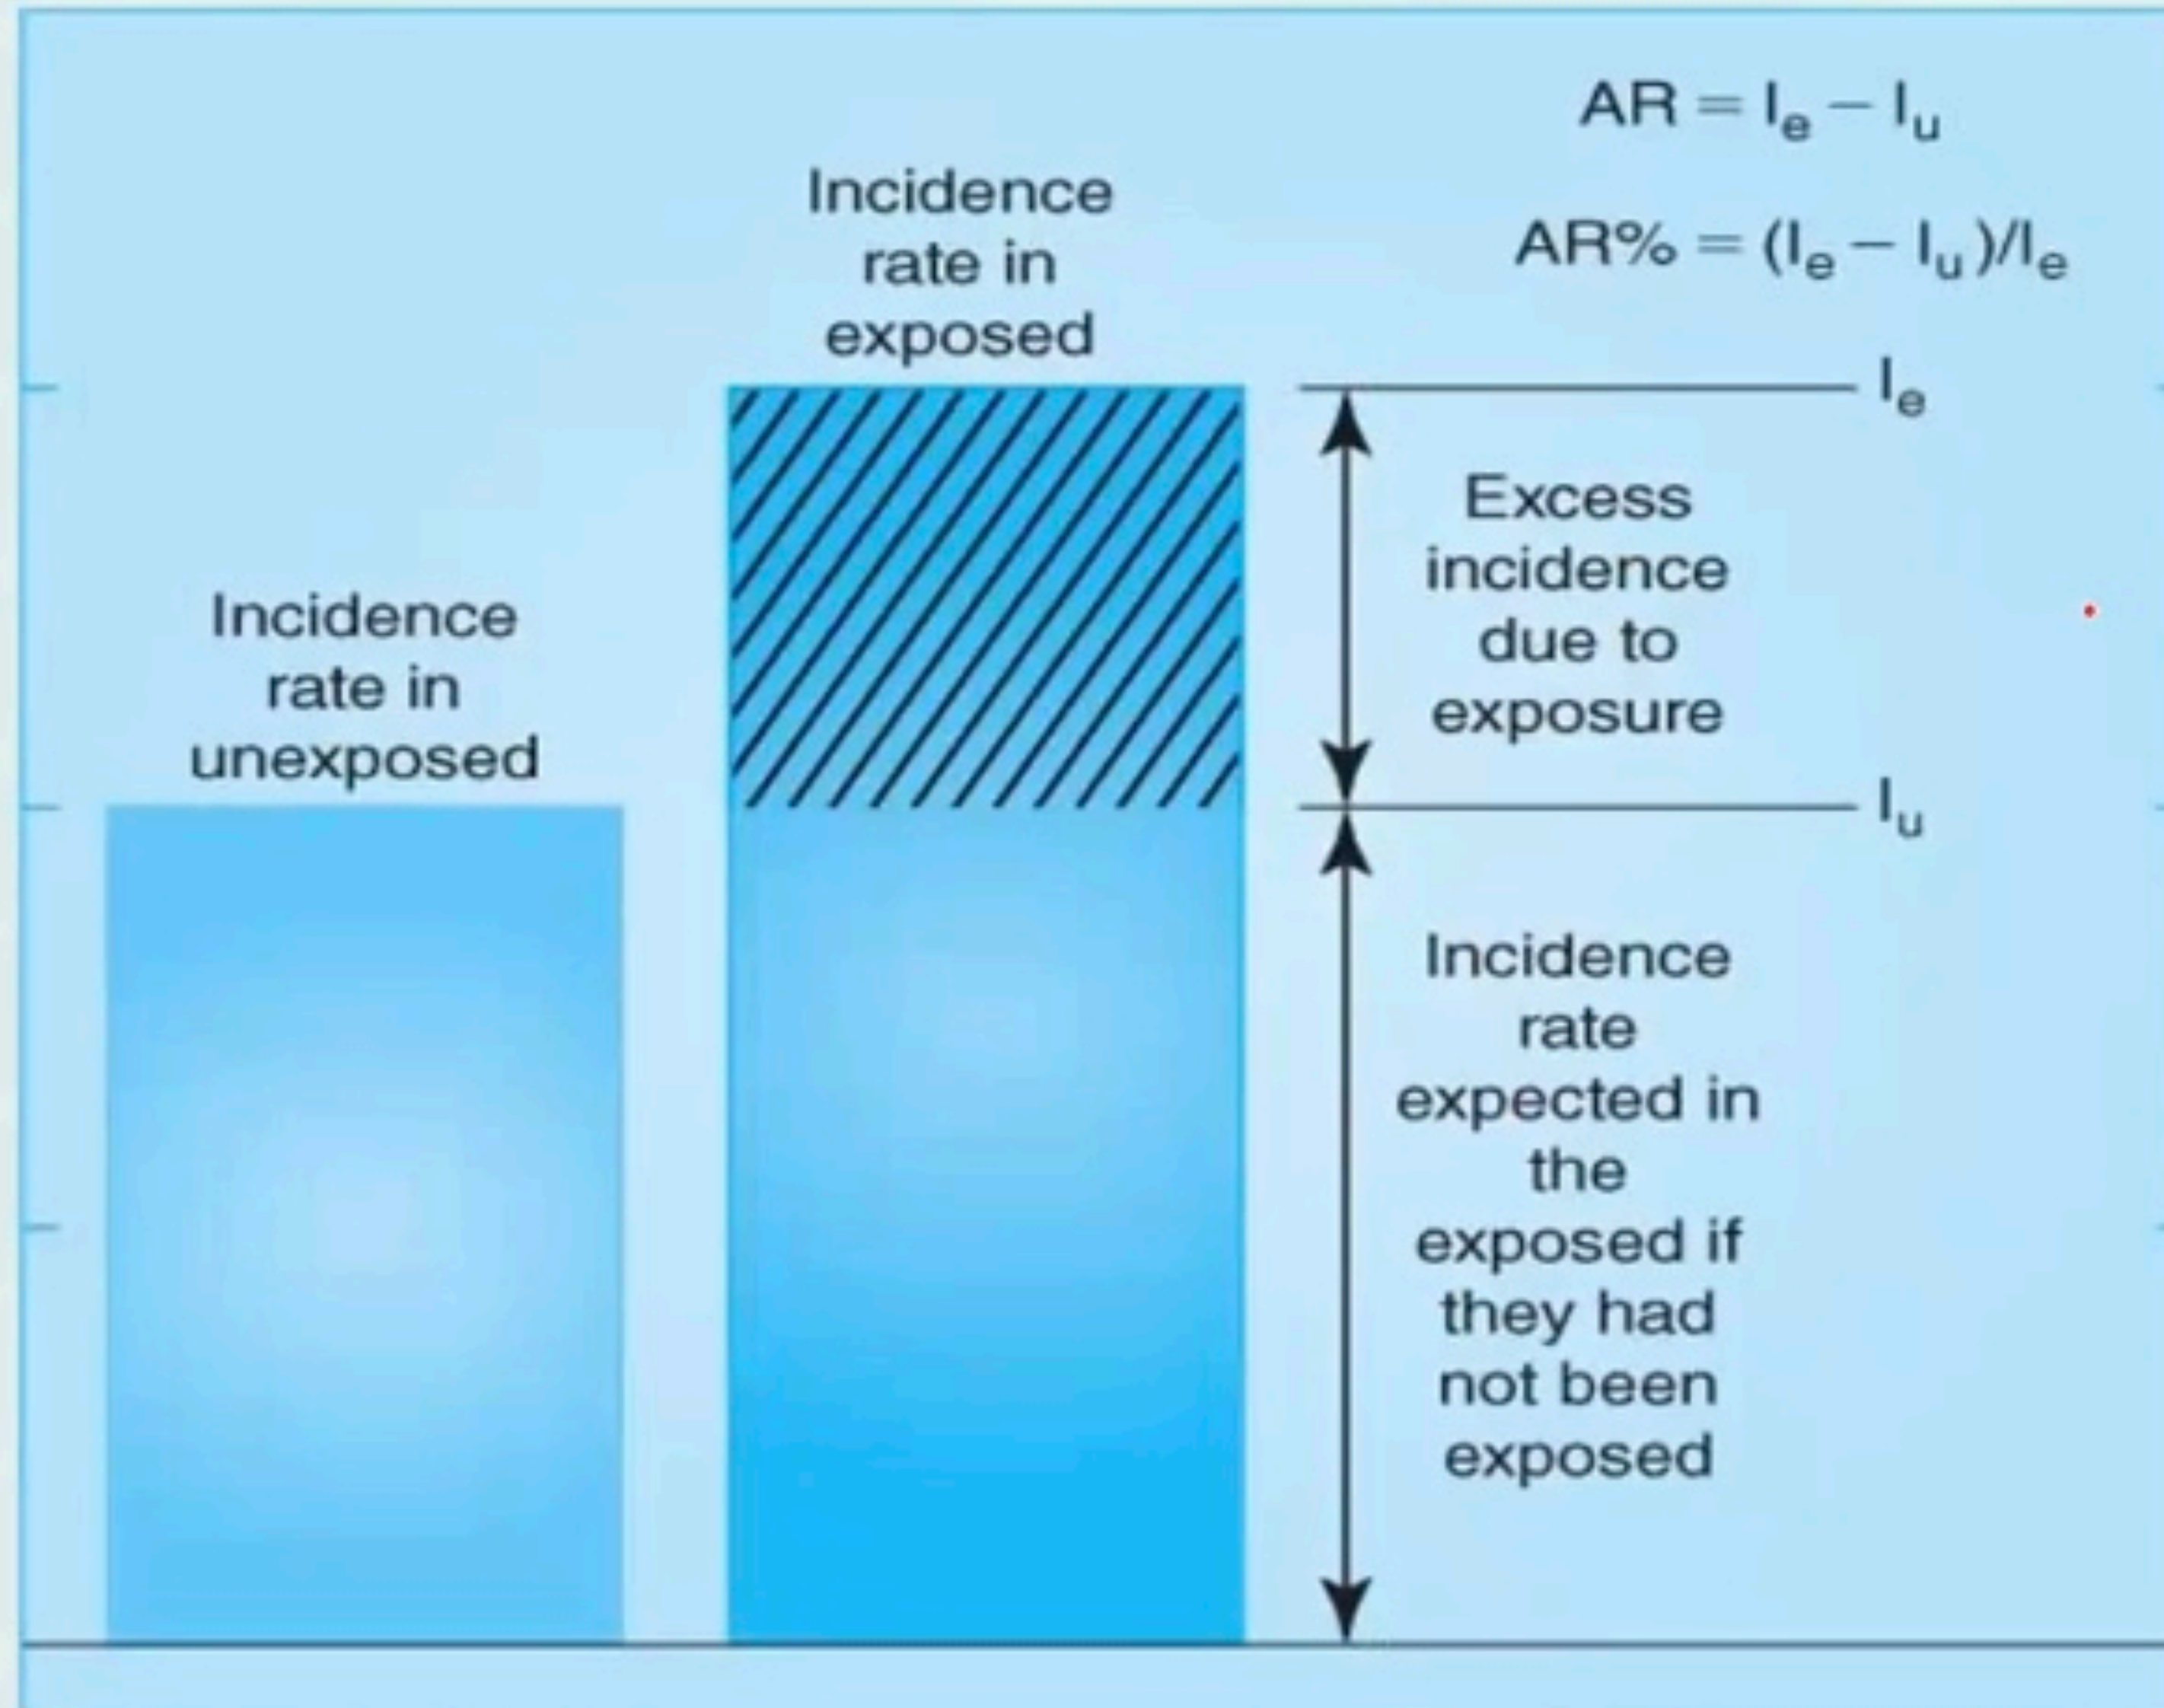 AR = Ie − Iu
AR% = (Ie − Iu)/Ie
Incidence
rate in
exposed
Ie
Excess
incidence
due to
exposure
Incidence
rate in
unexposed
Iu
Incidence
rate
expected in
the
exposed if
they had
not been
exposed